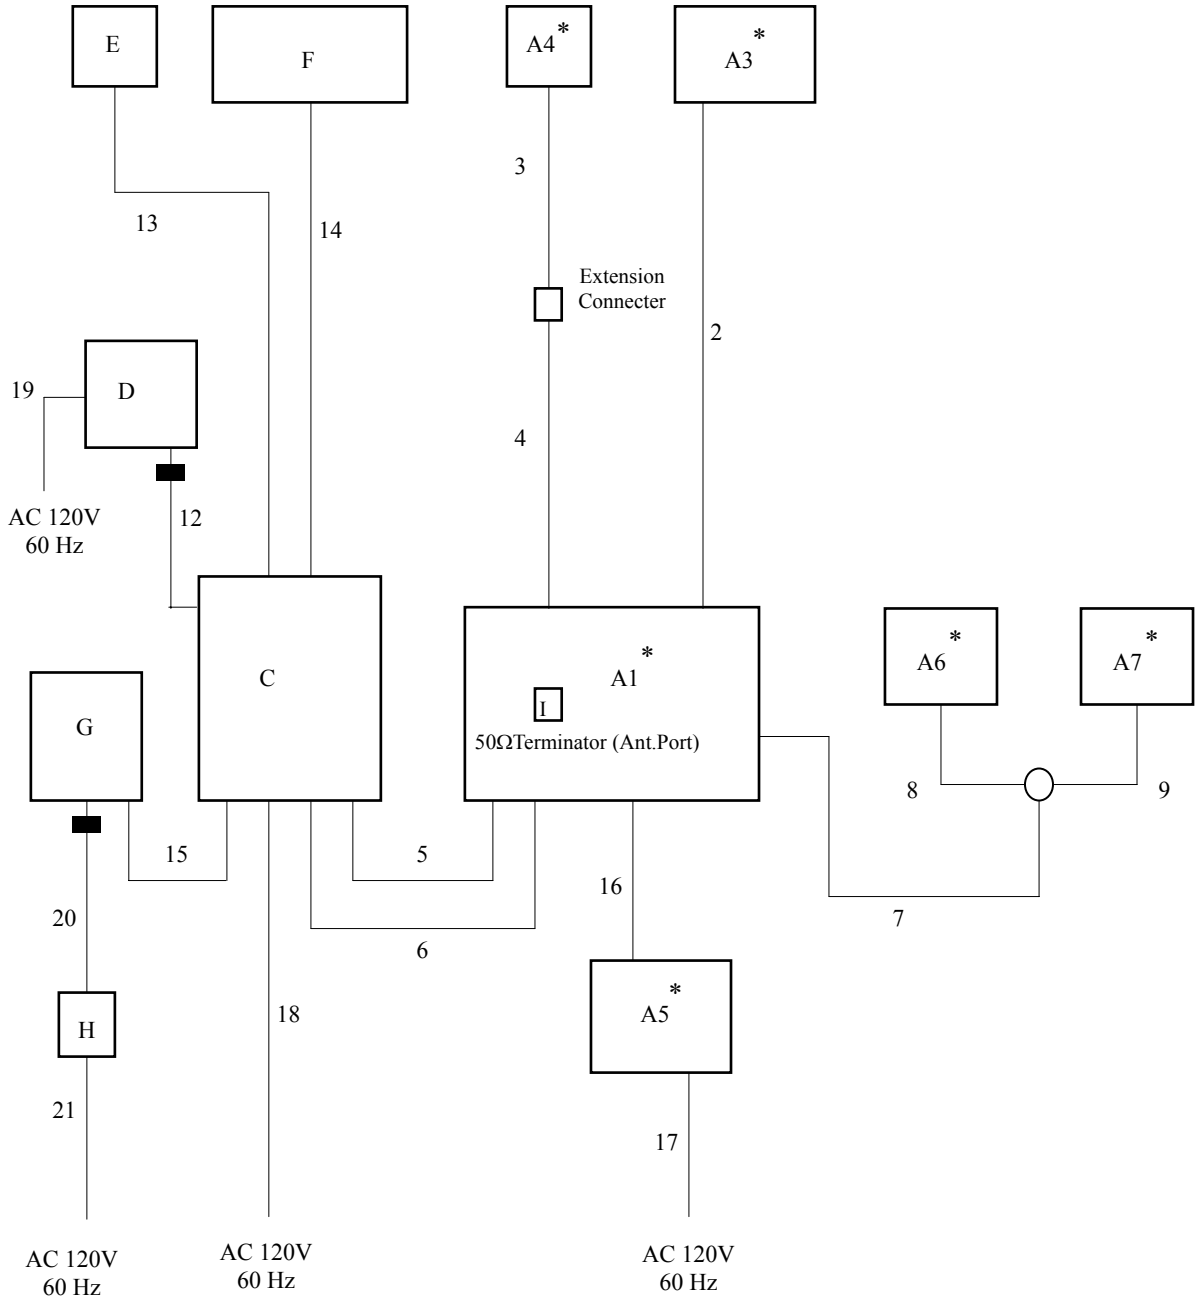 E
F
A4*
A3*
3
13
14
Extension
Connecter
2
19
D
4
AC 120V
60 Hz
12
C
A1*
A6*
A7*
I
G
50ΩTerminator (Ant.Port)
8
9
15
5
16
20
7
6
A5*
18
H
21
17
AC 120V
60 Hz
AC 120V
60 Hz
AC 120V
60 Hz